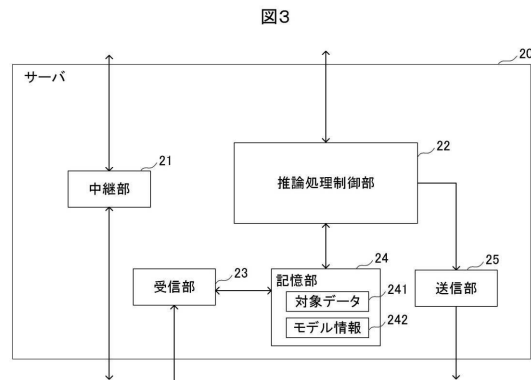 図3
サーバ
20
中継部
21
推論処理制御部
22
受信部
23
記憶部
24
対象データ
241
モデル情報
242
送信部
25